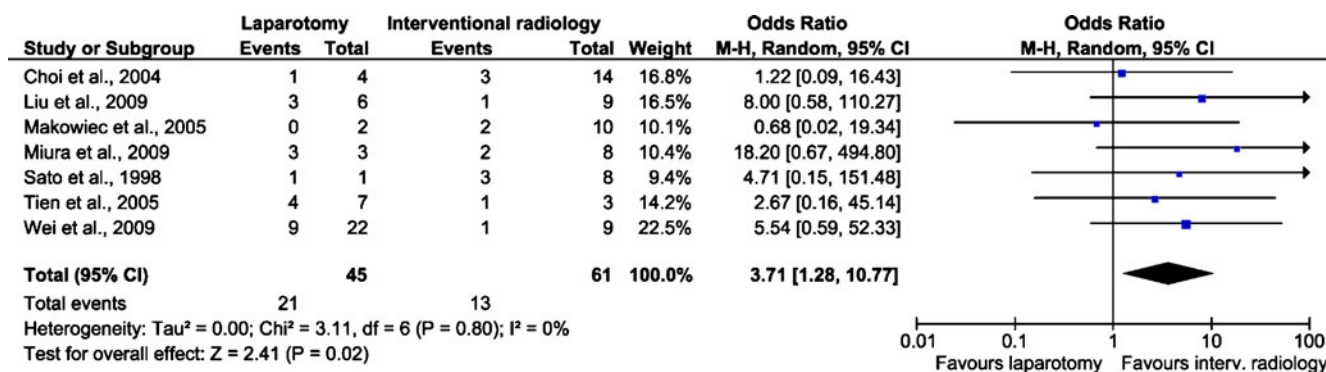 Laparotomy Interventional radiology Odds Ratio Odds Ratio
Study or Subgroup Events Total Events Total Weight M-H, Random, 95% CI M-H, Random, 95% CI
Choi et al., 2004 1 4 3 14 16.8% 1.22 [0.09, 16.43]
Liu et al., 2009 3 6 1 9 16.5% 8.00 [0.58, 110.27]
Makowiec et al., 2005 0 2 2 10 10.1% 0.68 [0.02, 19.34]
Miura et al., 2009 3 3 2 8 10.4% 18.20 [0.67, 494.80]
Sato et al., 1998 1 1 3 8 9.4% 4.71 [0.15, 151.48]
Tien et al., 2005 4 7 1 3 14.2% 2.67 [0.16, 45.14]
Wei et al., 2009 9 22 1 9 22.5% 5.54 [0.59, 52.33]
Total (95% CI) 45 61 100.0% 3.71 [1.28, 10.77]
Total events 21 13
Heterogeneity: Tau² = 0.00; Chi² = 3.11, df = 6 (P = 0.80); I² = 0%
Test for overall effect: Z = 2.41 (P = 0.02)
0.01 0.1 1 10 100
Favours laparotomy Favours interv. radiology